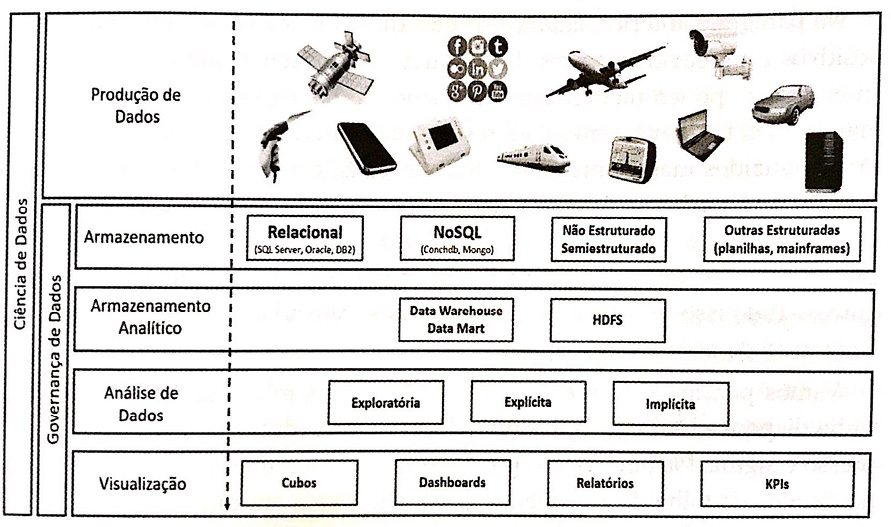 Ciência de Dados
Governança de Dados
Produção de
Dados
Armazenamento
Relacional
(SQL Server, Oracle, DB2)
NoSQL
(Conchdb, Mongo)
Não Estruturado
Semiestruturado
Outras Estruturadas
(planilhas, mainframes)
Armazenamento
Analítico
Data Warehouse
Data Mart
HDFS
Análise de
Dados
Exploratória
Explícita
Implícita
Visualização
Cubos
Dashboards
Relatórios
KPIs